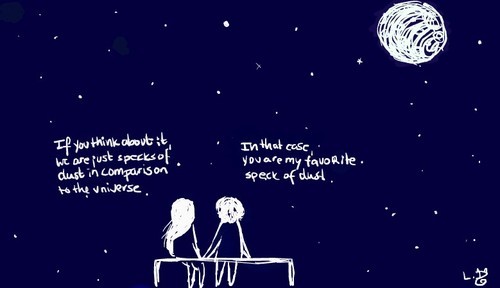 If you think about it,
we are just specks of
dust in comparison
to the universe.
In that case,
you are my favorite
speck of dust.